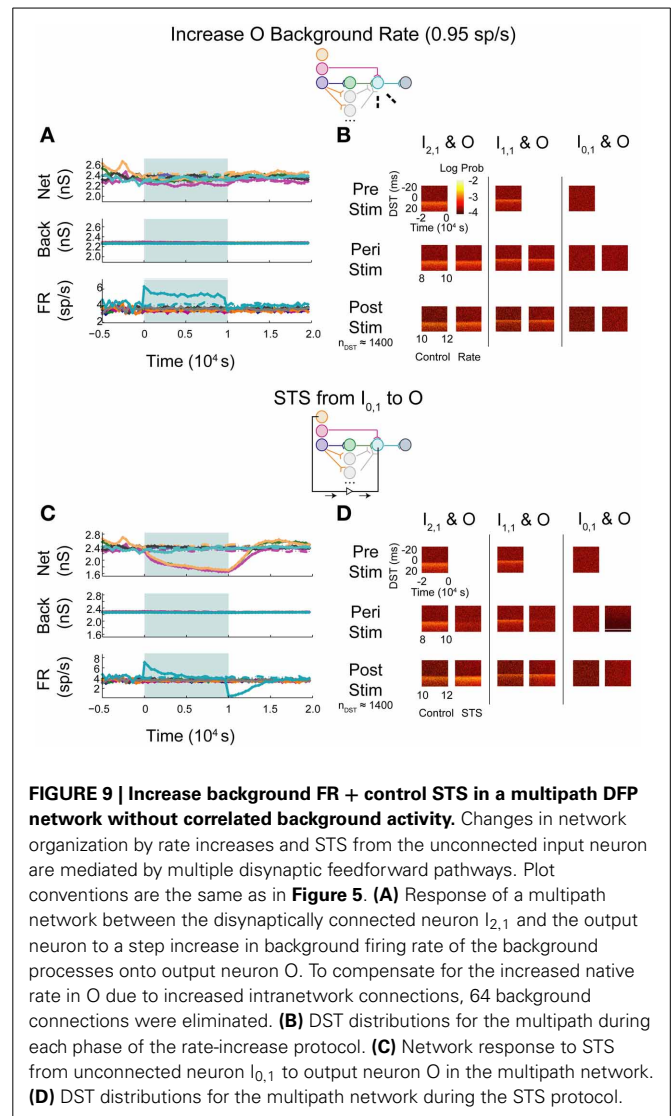 Increase O Background Rate (0.95 sp/s)
...
A
B
I2,1 & O
I1,1 & O
I0,1 & O
Net (nS)
2.6
2.4
2.2
2.0
Back (nS)
2.6
2.4
2.2
2.0
FR (sp/s)
6
4
2
0
−0.5 0 0.5 1 1.5 2.0
Time (10⁴ s)
Pre Stim
DST (ms)
-20
0
20
Log Prob
-2
-3
-4
-2 0
Time (10⁴ s)
Peri Stim
8 10
Post Stim
nDST ≈ 1400
10 12
Control Rate
STS from I0,1 to O
...
C
D
I2,1 & O
I1,1 & O
I0,1 & O
Net (nS)
2.8
2.4
2.0
1.6
Back (nS)
2.8
2.4
2.0
1.6
FR (sp/s)
8
6
4
2
0
−0.5 0 0.5 1 1.5 2.0
Time (10⁴ s)
Pre Stim
DST (ms)
-20
0
20
-2 0
Time (10⁴ s)
Peri Stim
8 10
Post Stim
nDST ≈ 1400
10 12
Control STS
FIGURE 9 | Increase background FR + control STS in a multipath DFP
network without correlated background activity. Changes in network
organization by rate increases and STS from the unconnected input neuron
are mediated by multiple disynaptic feedforward pathways. Plot
conventions are the same as in Figure 5. (A) Response of a multipath
network between the disynaptically connected neuron I2,1 and the output
neuron to a step increase in background firing rate of the background
processes onto output neuron O. To compensate for the increased native
rate in O due to increased intranetwork connections, 64 background
connections were eliminated. (B) DST distributions for the multipath during
each phase of the rate-increase protocol. (C) Network response to STS
from unconnected neuron I0,1 to output neuron O in the multipath network.
(D) DST distributions for the multipath network during the STS protocol.